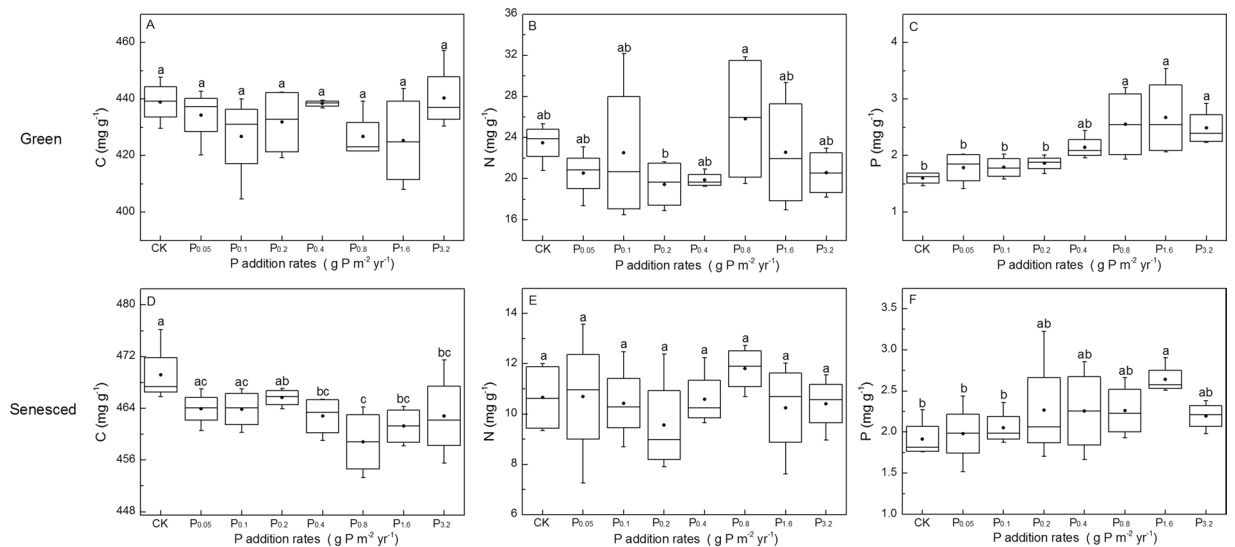 A
B
C
Green
C (mg g⁻¹)
460
440
420
400
a a a a a a a a
CK P0.05 P0.1 P0.2 P0.4 P0.8 P1.6 P3.2
P addition rates ( g P m⁻² yr⁻¹)
N (mg g⁻¹)
36
32
28
24
20
16
ab ab ab b ab a ab ab
CK P0.05 P0.1 P0.2 P0.4 P0.8 P1.6 P3.2
P addition rates ( g P m⁻² yr⁻¹)
P (mg g⁻¹)
4
3
2
1
b b b b ab a a a
CK P0.05 P0.1 P0.2 P0.4 P0.8 P1.6 P3.2
P addition rates ( g P m⁻² yr⁻¹)
D
E
F
Senesced
C (mg g⁻¹)
480
472
464
456
448
a ac ac ab bc c bc bc
CK P0.05 P0.1 P0.2 P0.4 P0.8 P1.6 P3.2
P addition rates ( g P m⁻² yr⁻¹)
N (mg g⁻¹)
16
14
12
10
8
6
a a a a a a a a
CK P0.05 P0.1 P0.2 P0.4 P0.8 P1.6 P3.2
P addition rates ( g P m⁻² yr⁻¹)
P (mg g⁻¹)
3.5
3.0
2.5
2.0
1.5
1.0
b b b ab ab ab a ab
CK P0.05 P0.1 P0.2 P0.4 P0.8 P1.6 P3.2
P addition rates ( g P m⁻² yr⁻¹)